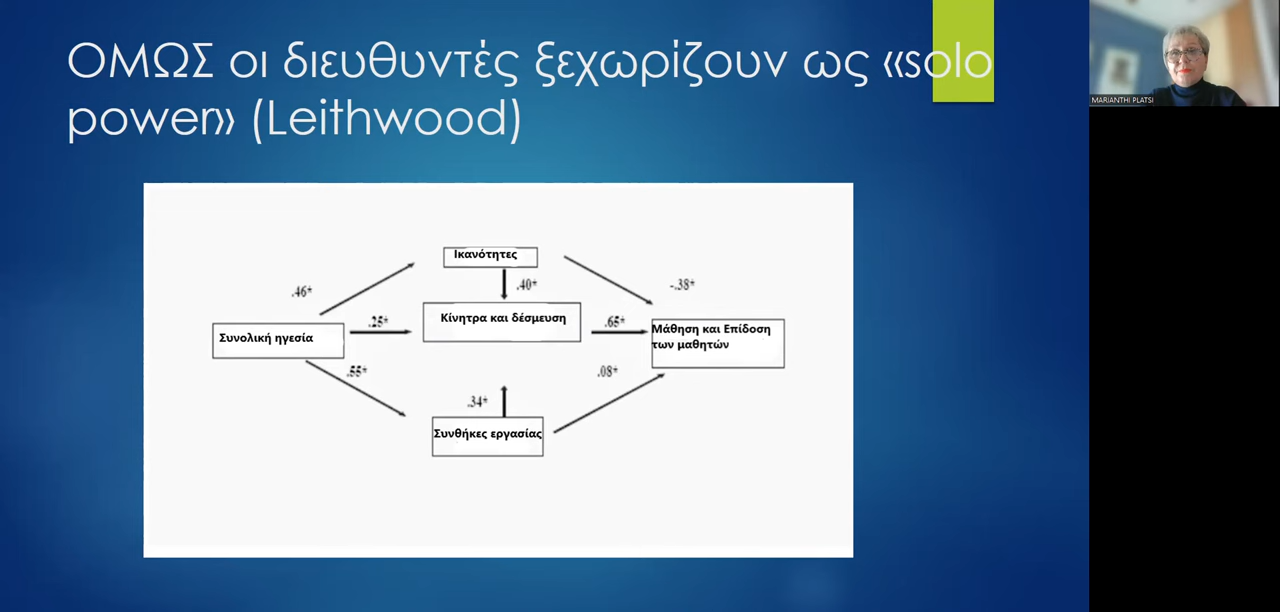 ΟΜΩΣ οι διευθυντές ξεχωρίζουν ως «solo
power» (Leithwood)
MARIANTHI PLATSI
Ικανότητες
.40*
.46*
-.38*
Κίνητρα και δέσμευση
.25*
.65*
Συνολική ηγεσία
Μάθηση και Επίδοση
των μαθητών
.55*
.08*
.34*
Συνθήκες εργασίας